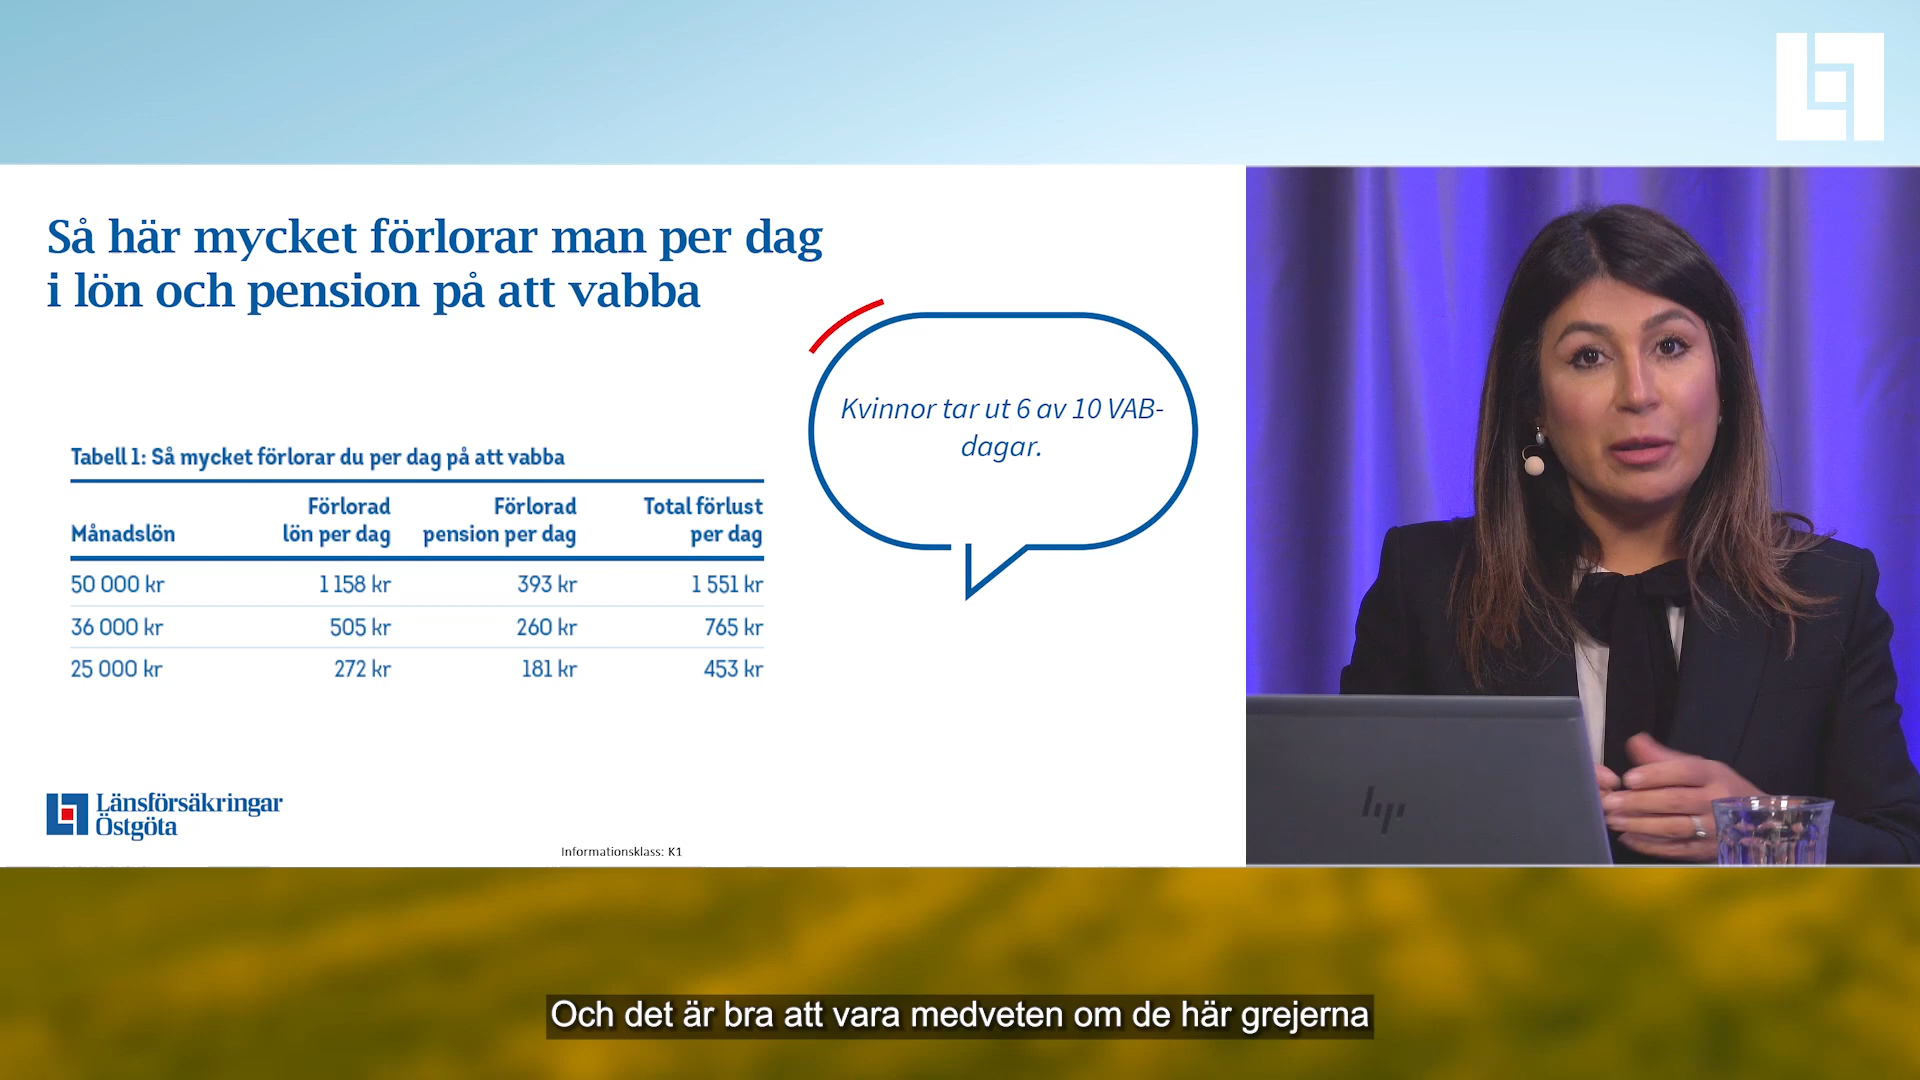 Så här mycket förlorar man per dag
i lön och pension på att vabba
Kvinnor tar ut 6 av 10 VAB-
dagar.
Tabell 1: Så mycket förlorar du per dag på att vabba
Månadslön Förlorad lön per dag Förlorad pension per dag Total förlust per dag
50 000 kr 1 158 kr 393 kr 1 551 kr
36 000 kr 505 kr 260 kr 765 kr
25 000 kr 272 kr 181 kr 453 kr
Länsförsäkringar
Östgöta
Informationsklass: K1
hp
Och det är bra att vara medveten om de här grejerna